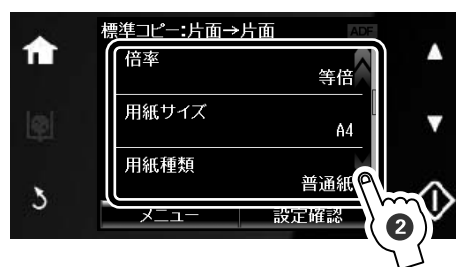 標準コピー:片面→片面
ADF
倍率
等倍
用紙サイズ
A4
用紙種類
普通紙
メニュー
設定確認
2